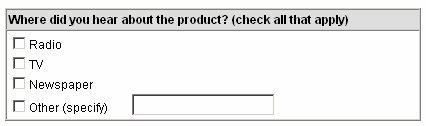 Where did you hear about the product? (check all that apply)
Radio
TV
Newspaper
Other (specify)